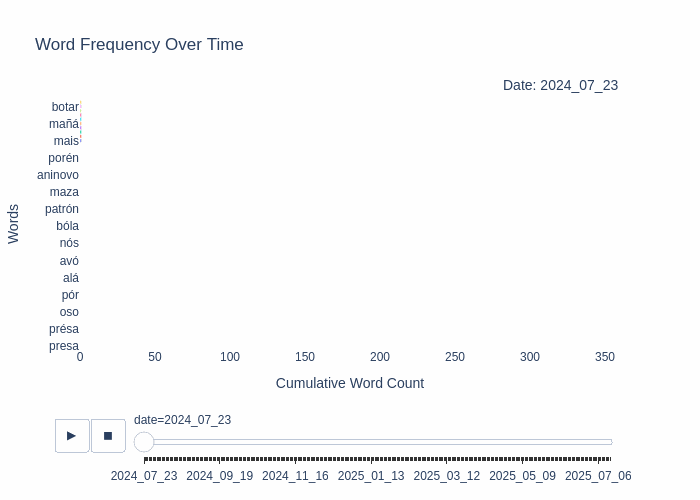 Word Frequency Over Time
Date: 2024_07_23
Words
botar
mañá
mais
porén
aninovo
maza
patrón
bóla
nós
avó
alá
pór
oso
présa
presa
0 50 100 150 200 250 300 350
Cumulative Word Count
date=2024_07_23
2024_07_23 2024_09_19 2024_11_16 2025_01_13 2025_03_12 2025_05_09 2025_07_06